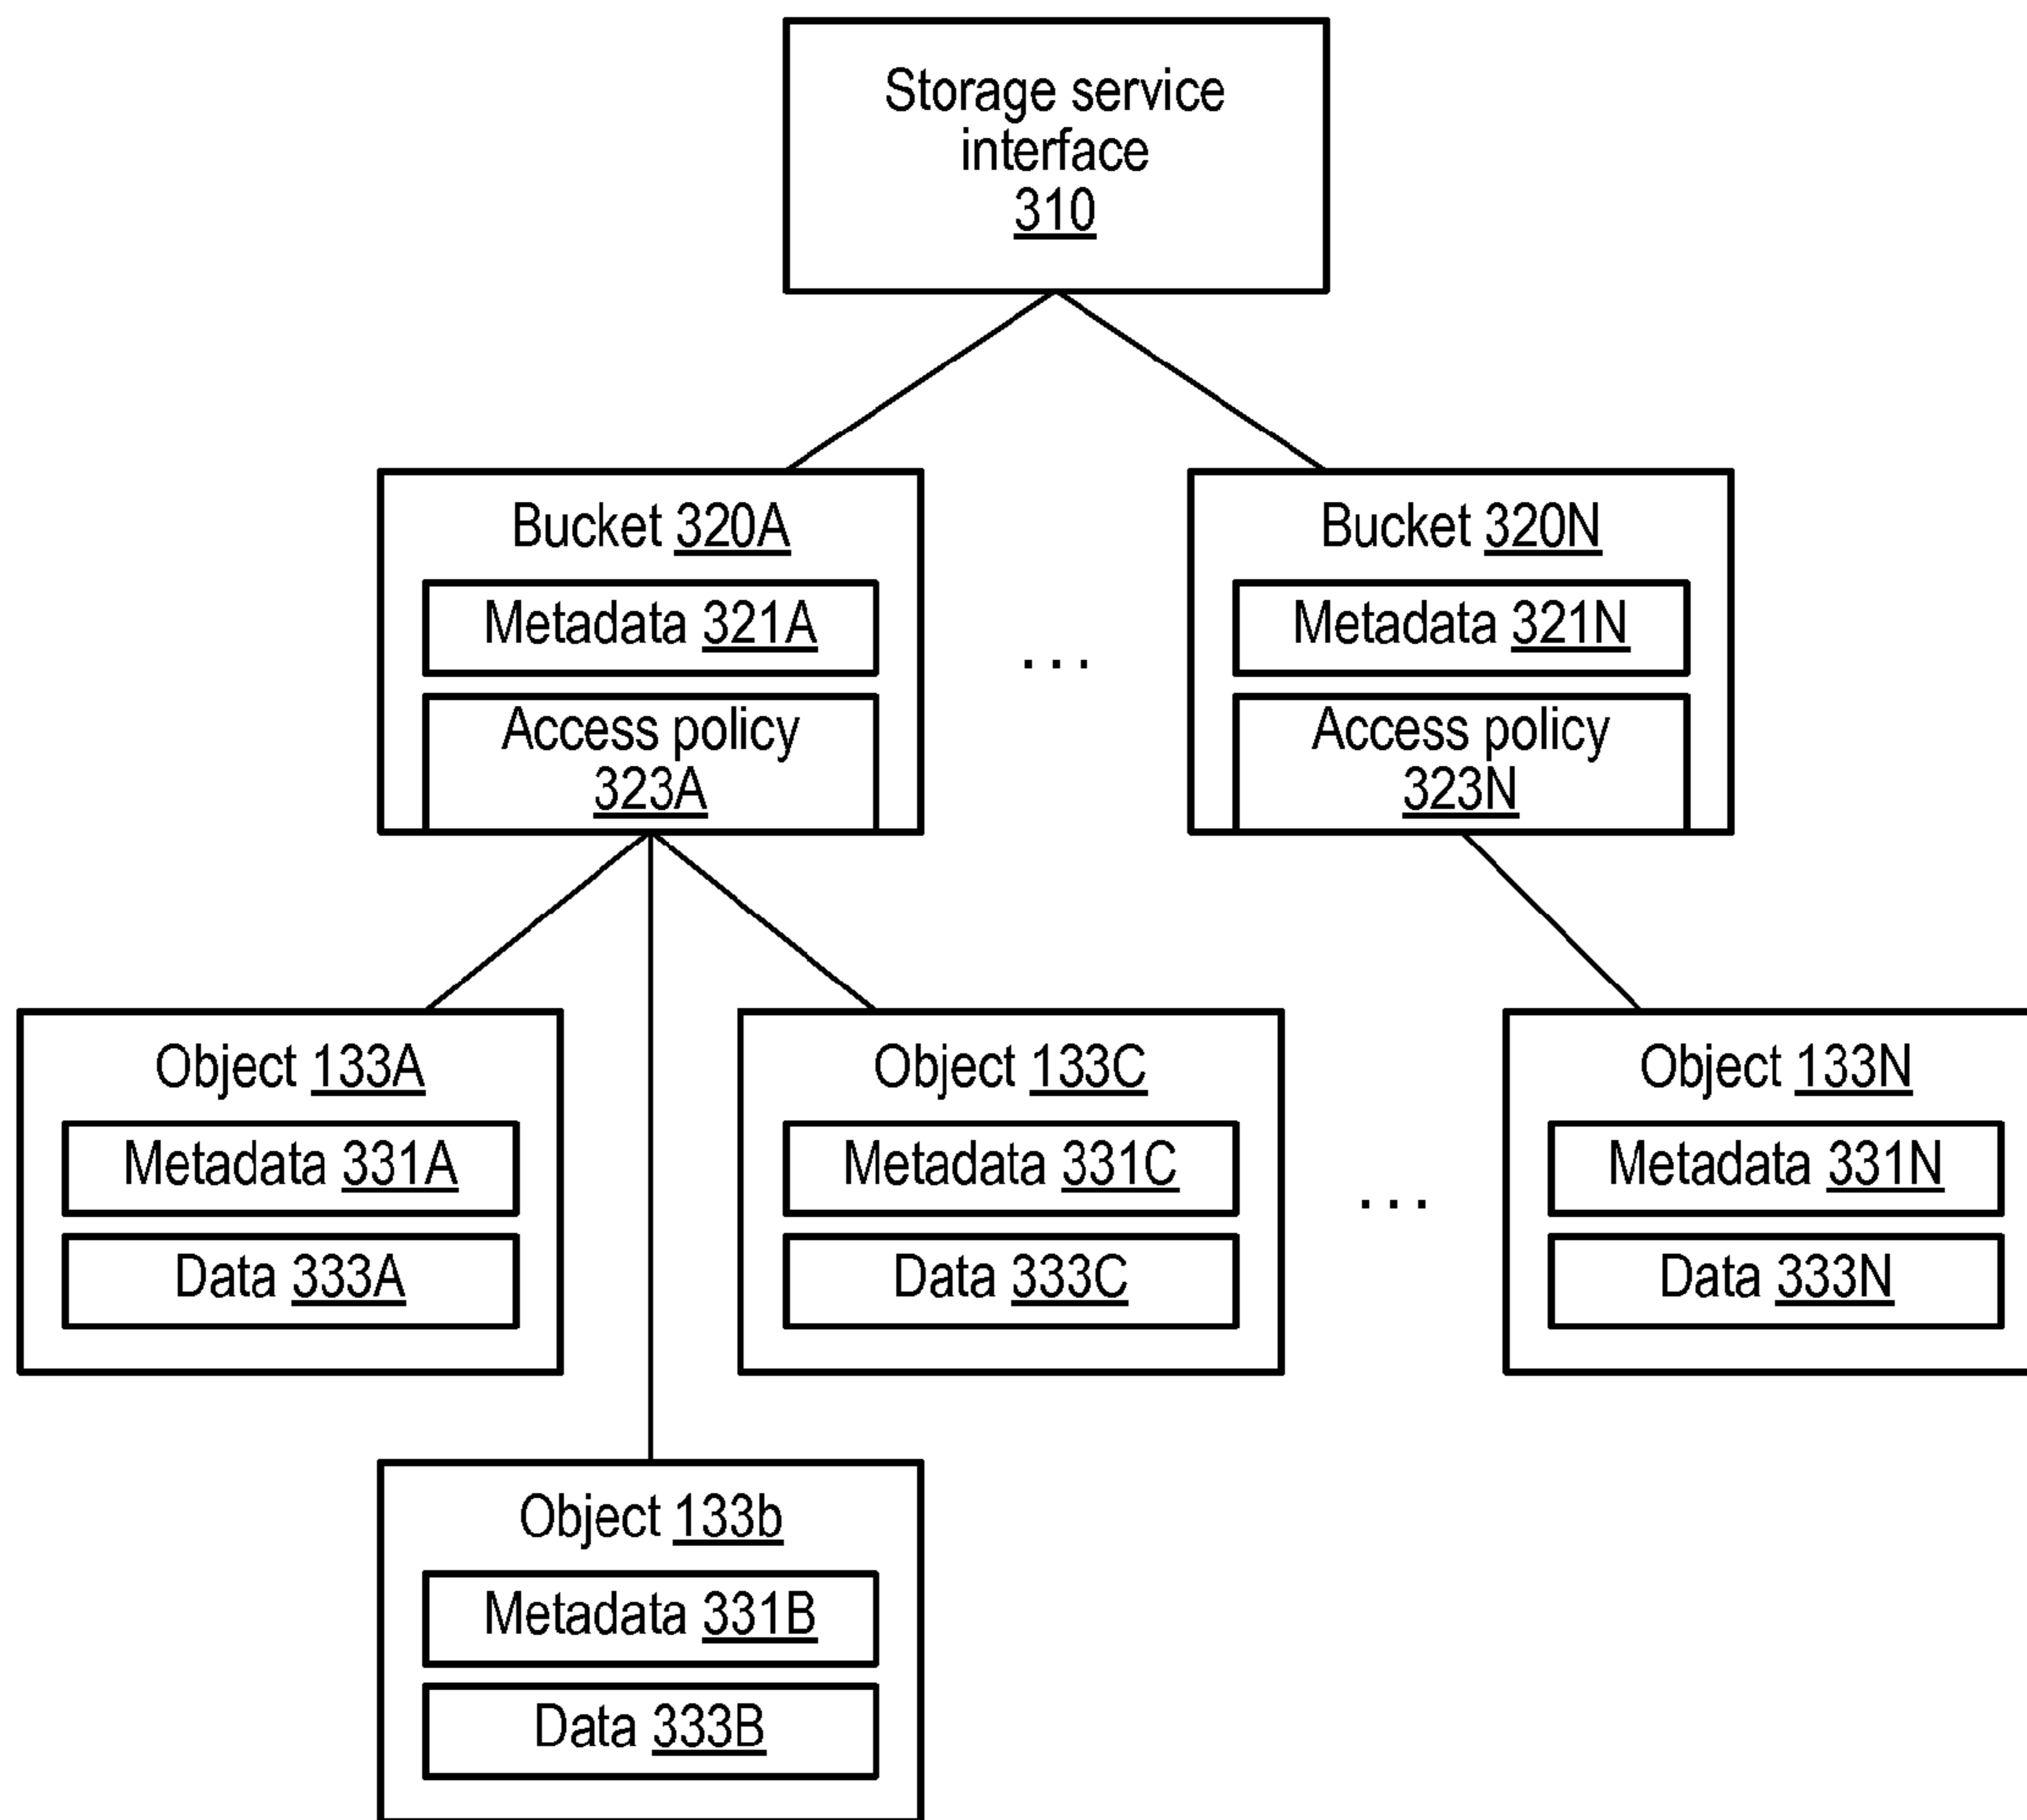 Storage service
interface
310
Bucket 320A
Metadata 321A
Access policy
323A
...
Bucket 320N
Metadata 321N
Access policy
323N
Object 133A
Metadata 331A
Data 333A
Object 133C
Metadata 331C
Data 333C
...
Object 133N
Metadata 331N
Data 333N
Object 133b
Metadata 331B
Data 333B